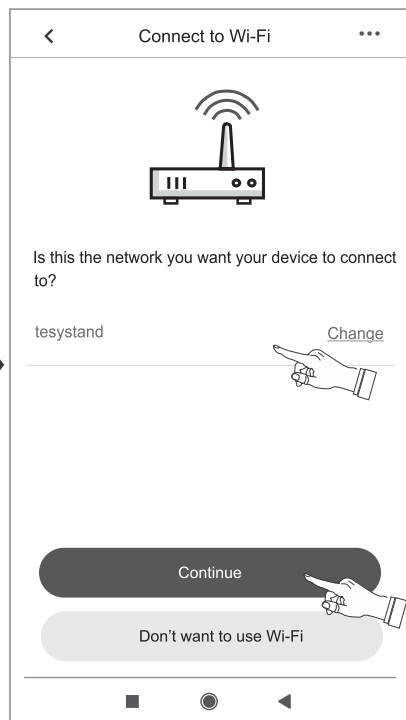 Connect to Wi-Fi
Is this the network you want your device to connect
to?
tesystand Change
Continue
Don't want to use Wi-Fi